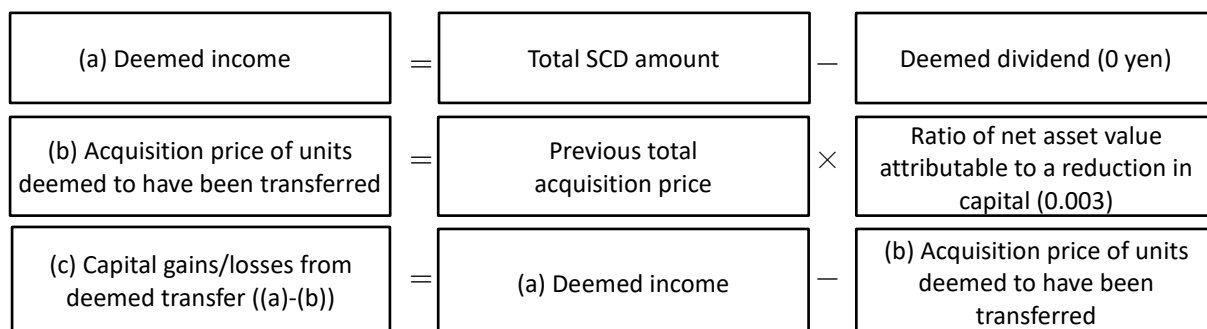 (a) Deemed income = Total SCD amount − Deemed dividend (0 yen)
(b) Acquisition price of units
deemed to have been transferred
=
Previous total
acquisition price
×
Ratio of net asset value
attributable to a reduction in
capital (0.003)
(c) Capital gains/losses from
deemed transfer ((a)-(b))
=
(a) Deemed income
−
(b) Acquisition price of units
deemed to have been
transferred